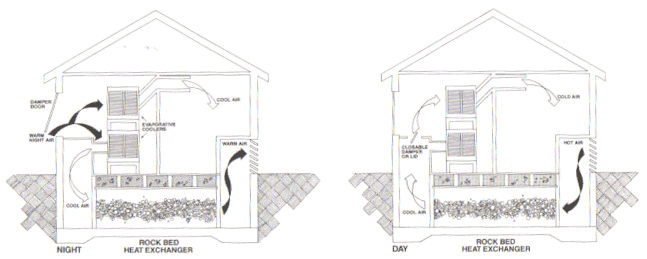 DAMPER
DOOR
WARM
NIGHT AIR
COOL AIR
EVAPORATIVE
COOLERS
WARM AIR
COOL AIR
NIGHT
ROCK BED
HEAT EXCHANGER
COLD AIR
CLOSEABLE
DAMPER
OR LID
HOT AIR
COOL AIR
DAY
ROCK BED
HEAT EXCHANGER